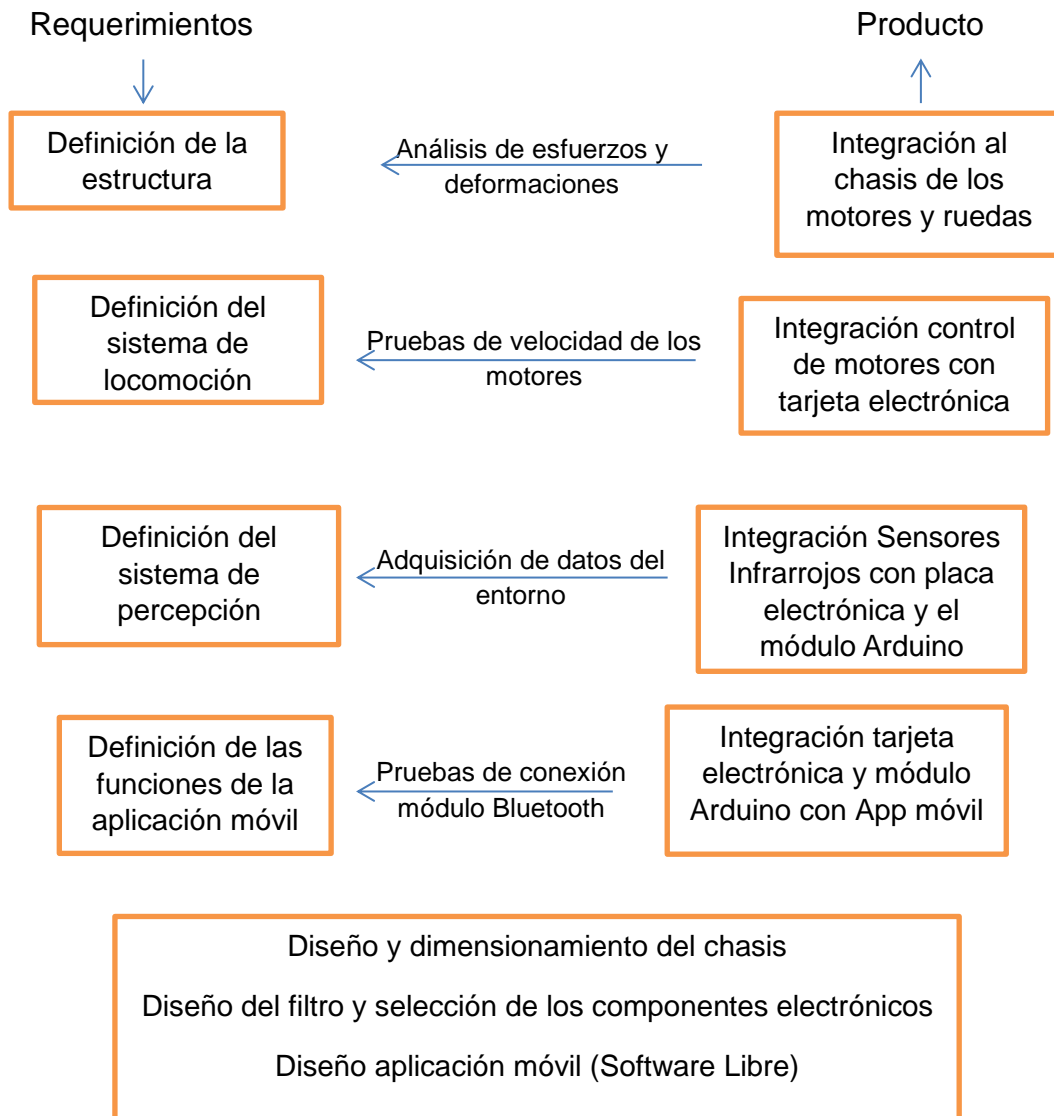 Requerimientos
Producto
Definición de la
estructura
Análisis de esfuerzos y
deformaciones
Integración al
chasis de los
motores y ruedas
Definición del
sistema de
locomoción
Pruebas de velocidad de los
motores
Integración control
de motores con
tarjeta electrónica
Definición del
sistema de
percepción
Adquisición de datos del
entorno
Integración Sensores
Infrarrojos con placa
electrónica y el
módulo Arduino
Definición de las
funciones de la
aplicación móvil
Pruebas de conexión
módulo Bluetooth
Integración tarjeta
electrónica y módulo
Arduino con App móvil
Diseño y dimensionamiento del chasis
Diseño del filtro y selección de los componentes electrónicos
Diseño aplicación móvil (Software Libre)